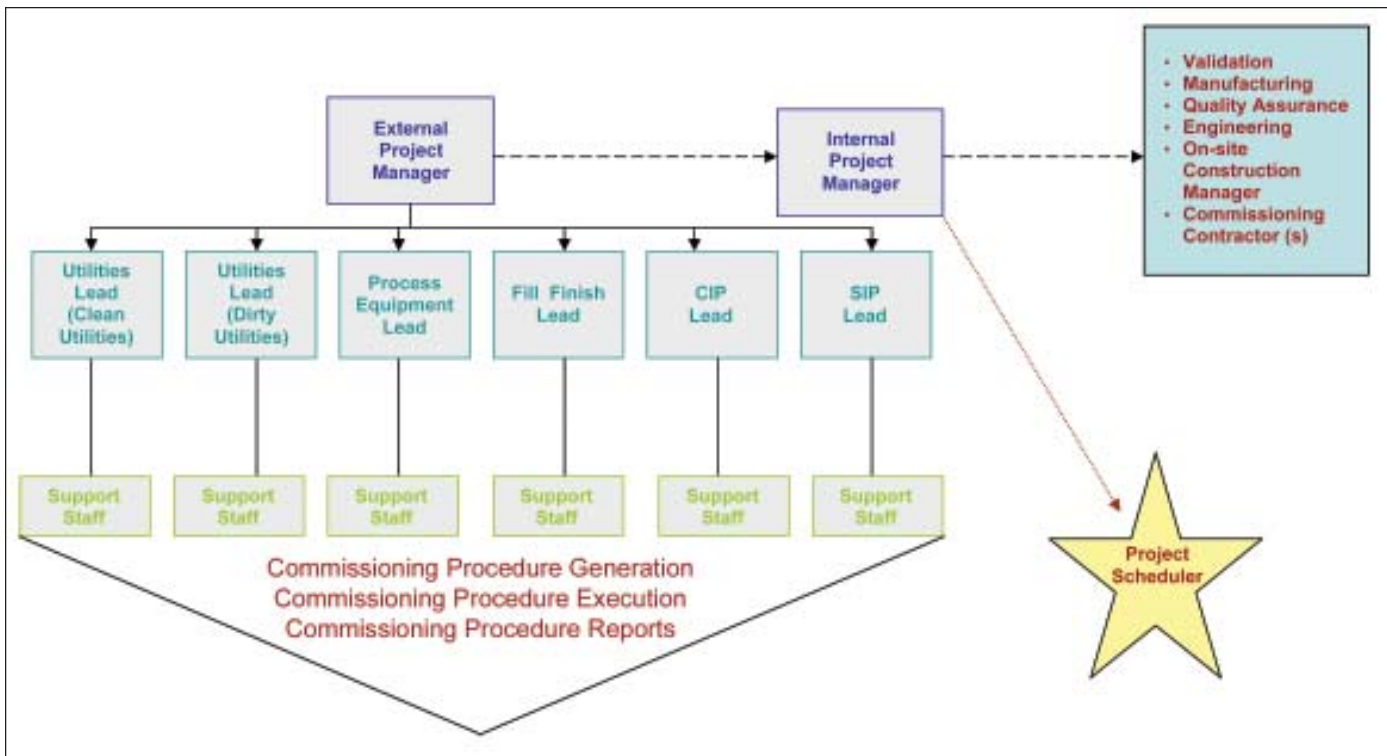 External
Project
Manager
Internal
Project
Manager
• Validation
• Manufacturing
• Quality Assurance
• Engineering
• On-site
Construction
Manager
• Commissioning
Contractor (s)
Utilities
Lead
(Clean
Utilities)
Utilities
Lead
(Dirty
Utilities)
Process
Equipment
Lead
Fill Finish
Lead
CIP
Lead
SIP
Lead
Support
Staff
Support
Staff
Support
Staff
Support
Staff
Support
Staff
Support
Staff
Commissioning Procedure Generation
Commissioning Procedure Execution
Commissioning Procedure Reports
Project
Scheduler